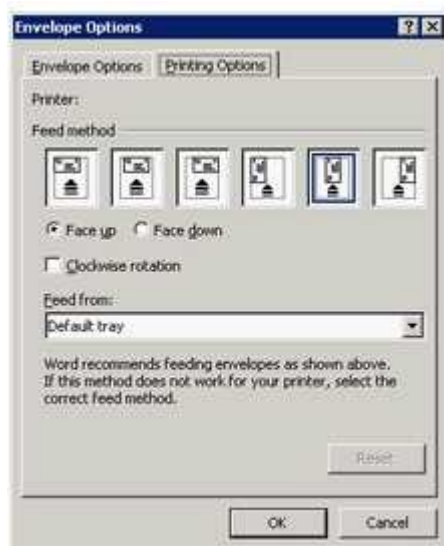 Envelope Options
Envelope Options Printing Options
Printer:
Feed method
Face up Face down
Clockwise rotation
Feed from:
Default tray
Word recommends feeding envelopes as shown above.
If this method does not work for your printer, select the
correct feed method.
Reset
OK Cancel